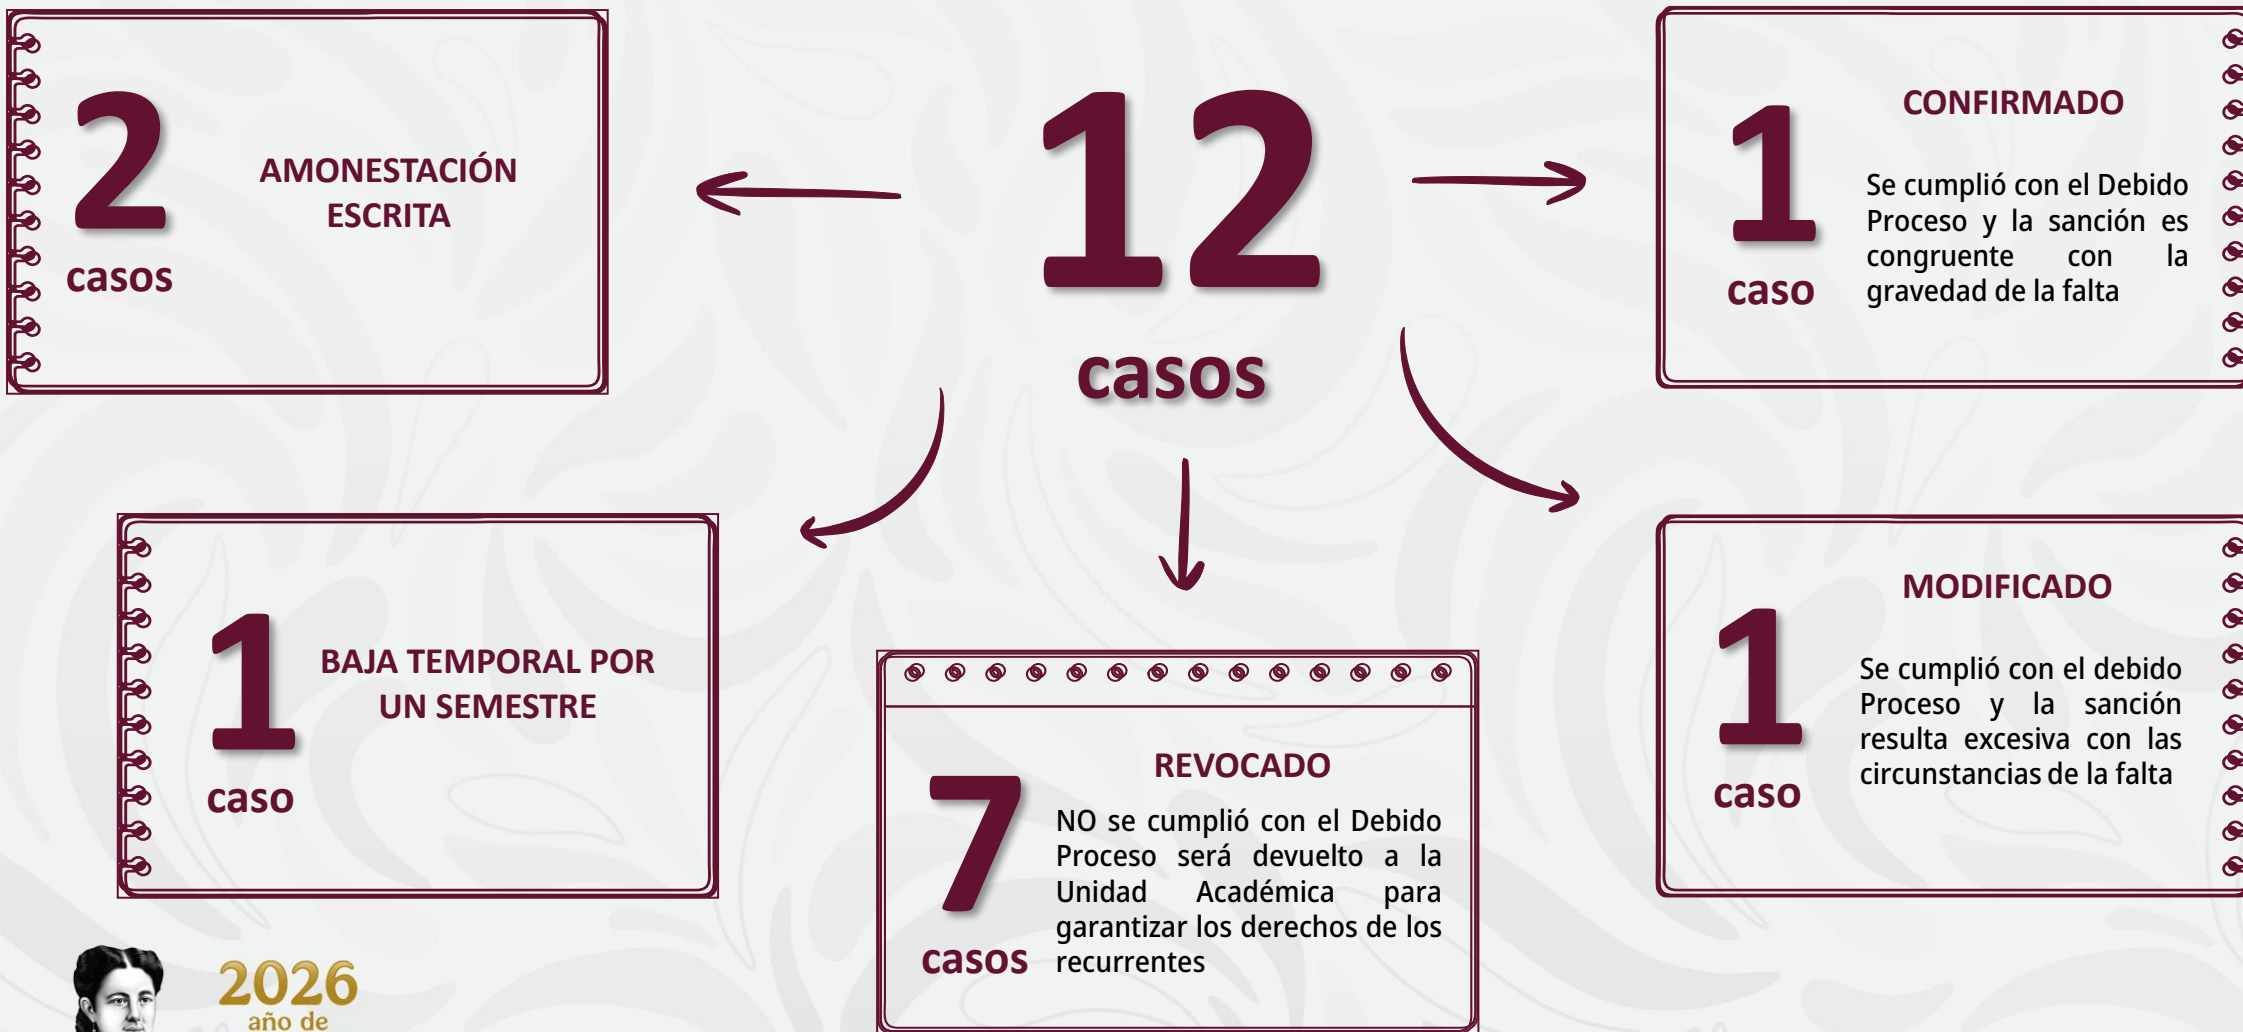 2
casos
AMONESTACIÓN
ESCRITA
12
casos
1
caso
CONFIRMADO
Se cumplió con el Debido
Proceso y la sanción es
congruente con la
gravedad de la falta
1
caso
BAJA TEMPORAL POR
UN SEMESTRE
7
casos
REVOCADO
NO se cumplió con el Debido
Proceso será devuelto a la
Unidad Académica para
garantizar los derechos de los
recurrentes
1
caso
MODIFICADO
Se cumplió con el debido
Proceso y la sanción
resulta excesiva con las
circunstancias de la falta
2026
año de